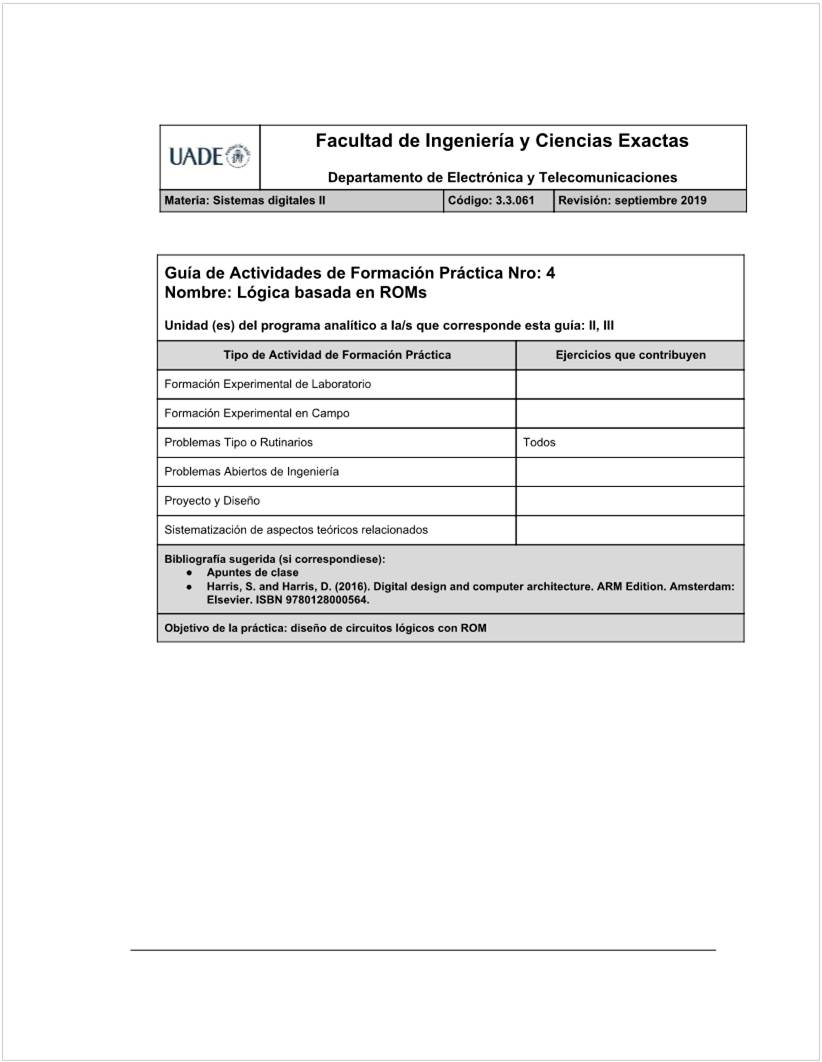 UADE
Facultad de Ingeniería y Ciencias Exactas
Departamento de Electrónica y Telecomunicaciones
Materia: Sistemas digitales II Código: 3.3.061 Revisión: septiembre 2019
Guía de Actividades de Formación Práctica Nro: 4
Nombre: Lógica basada en ROMs
Unidad (es) del programa analítico a la/s que corresponde esta guía: II, III
Tipo de Actividad de Formación Práctica Ejercicios que contribuyen
Formación Experimental de Laboratorio
Formación Experimental en Campo
Problemas Tipo o Rutinarios Todos
Problemas Abiertos de Ingeniería
Proyecto y Diseño
Sistematización de aspectos teóricos relacionados
Bibliografía sugerida (si correspondiese):
● Apuntes de clase
● Harris, S. and Harris, D. (2016). Digital design and computer architecture. ARM Edition. Amsterdam:
Elsevier. ISBN 9780128000564.
Objetivo de la práctica: diseño de circuitos lógicos con ROM